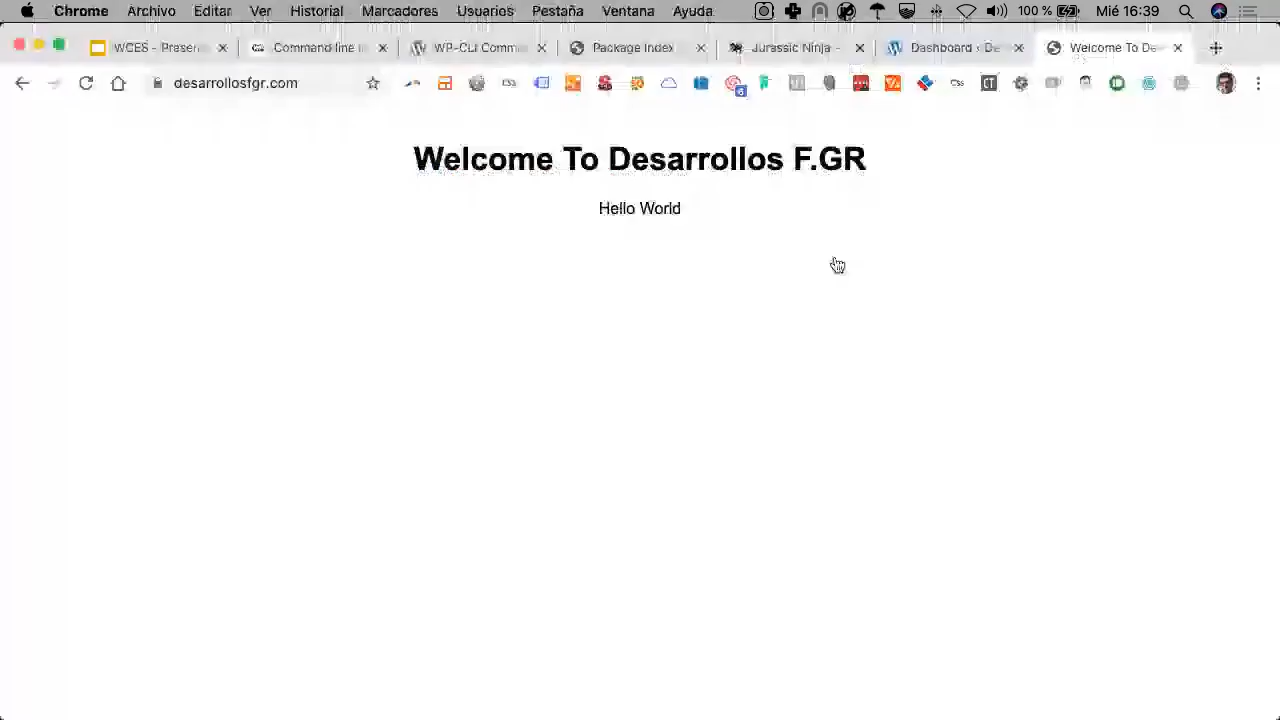 Chrome Archivo Editar Ver Historial Marcadores Usuarios Pestaña Ventana Ayuda 100 % Mié 16:39
WCES - Presen Command line i WP-CLI Comm Package Index Jurassic Ninja - Dashboard ‹ De Welcome To De
desarrollosfgr.com
Welcome To Desarrollos F.GR
Hello World